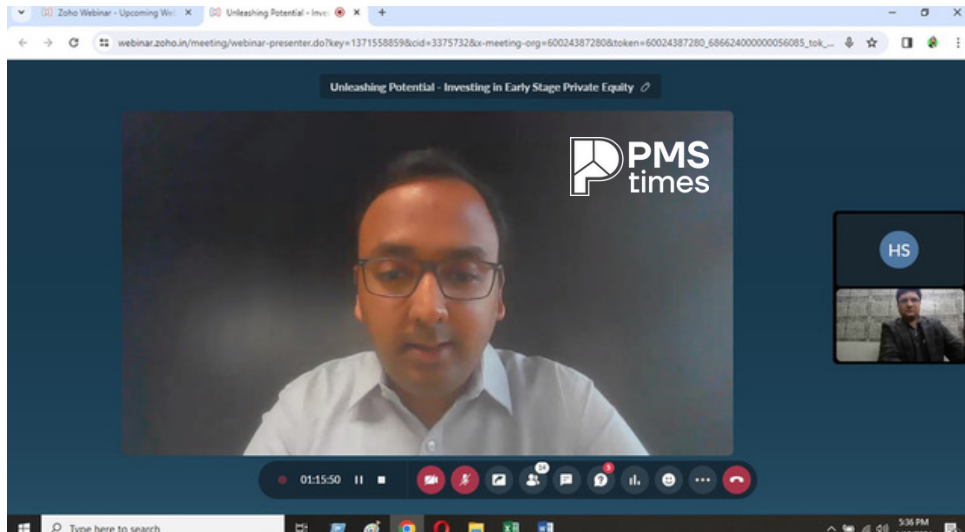 Zoho Webinar - Upcoming We
Unleashing Potential - Inve
webinar.zoho.in/meeting/webinar-presenter.do?key=1371558859&cid=3375732&x-meeting-org=60024387280&token=60024387280_686624000000056085_tok_...
Unleashing Potential - Investing in Early Stage Private Equity
PMS
times
HS
01:15:50
14
5
Type here to search
5:36 PM